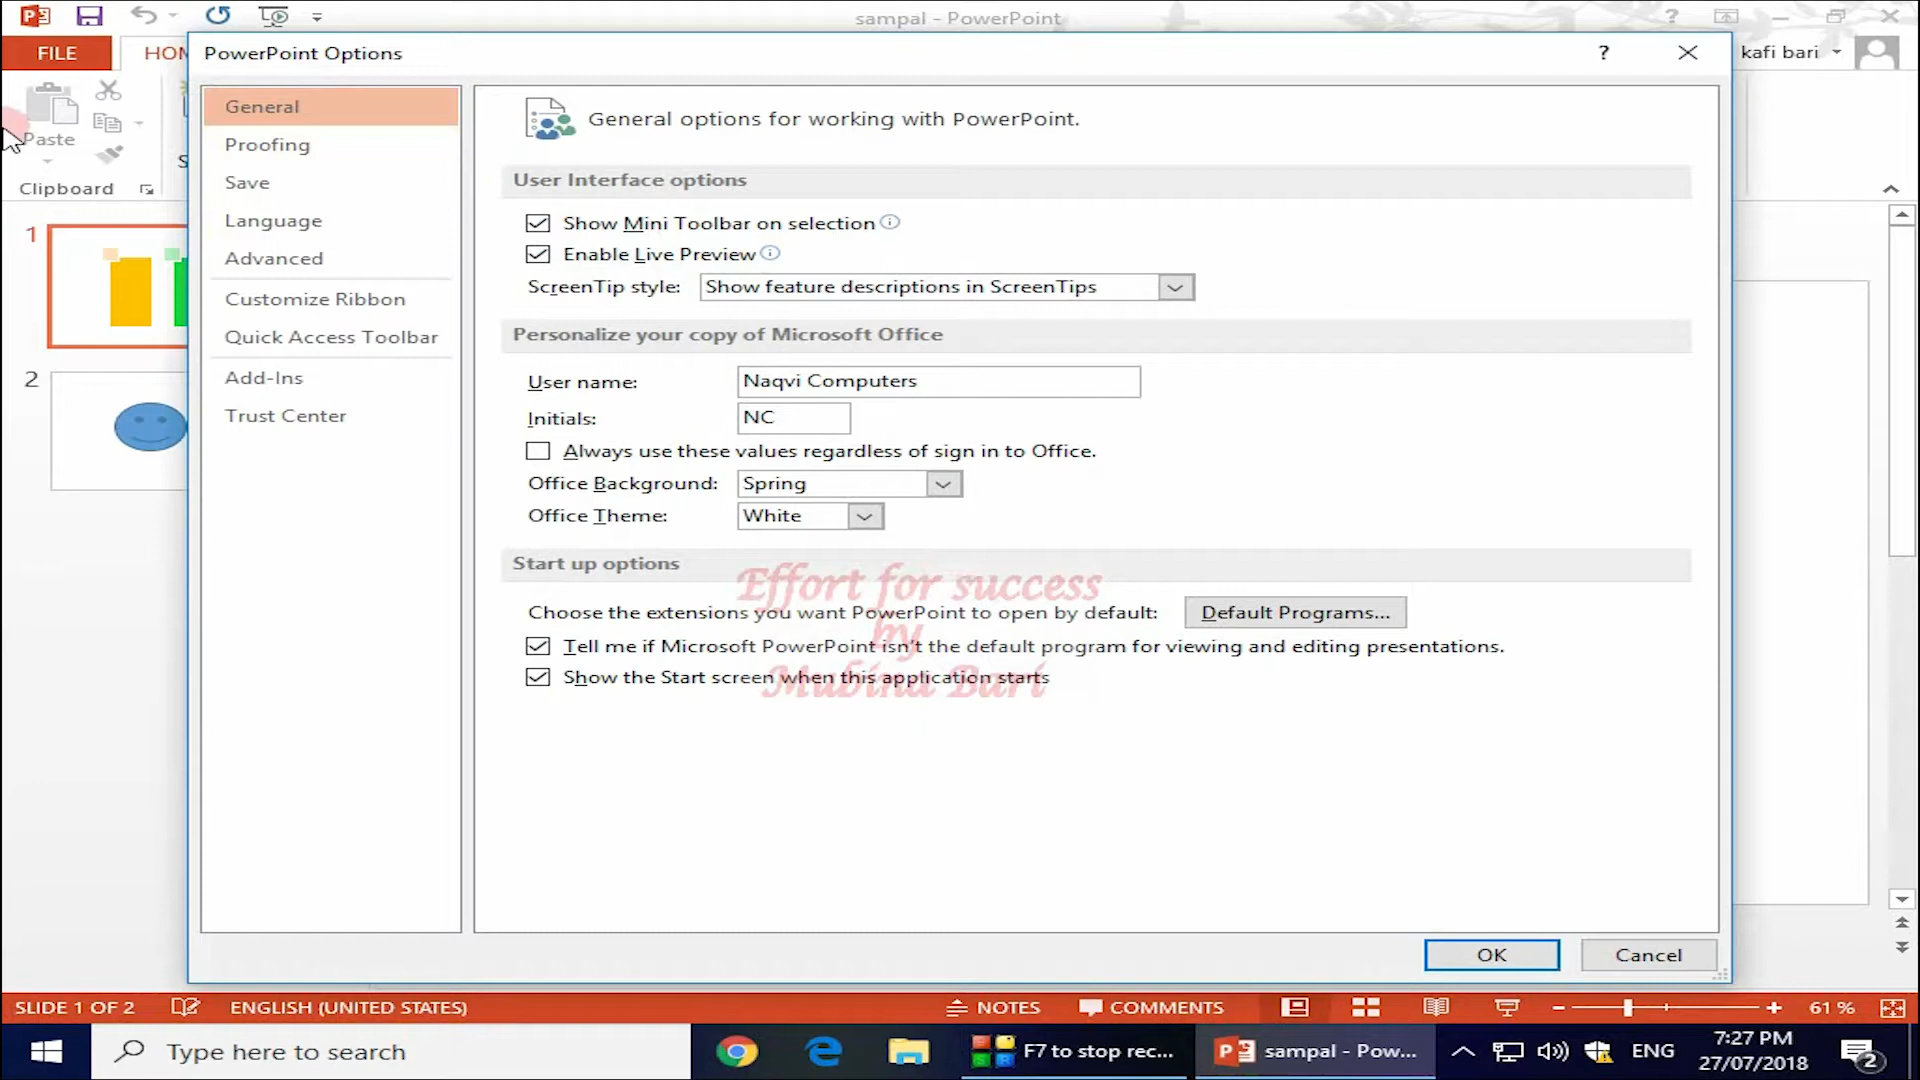 sampal - PowerPoint
?
FILE
HOM
PowerPoint Options
?
kafi bari
Paste
S
Clipboard
General
Proofing
Save
Language
Advanced
Customize Ribbon
Quick Access Toolbar
Add-Ins
Trust Center
General options for working with PowerPoint.
User Interface options
Show Mini Toolbar on selection
Enable Live Preview
ScreenTip style: Show feature descriptions in ScreenTips
Personalize your copy of Microsoft Office
User name: Naqvi Computers
Initials: NC
Always use these values regardless of sign in to Office.
Office Background: Spring
Office Theme: White
Start up options
Effort for success
Choose the extensions you want PowerPoint to open by default: Default Programs...
by
Tell me if Microsoft PowerPoint isn't the default program for viewing and editing presentations.
Show the Start screen when this application starts
Mubina Bari
1
2
OK Cancel
SLIDE 1 OF 2 ENGLISH (UNITED STATES) NOTES COMMENTS 61 %
Type here to search F7 to stop rec... sampal - Pow... ENG 7:27 PM
27/07/2018 2